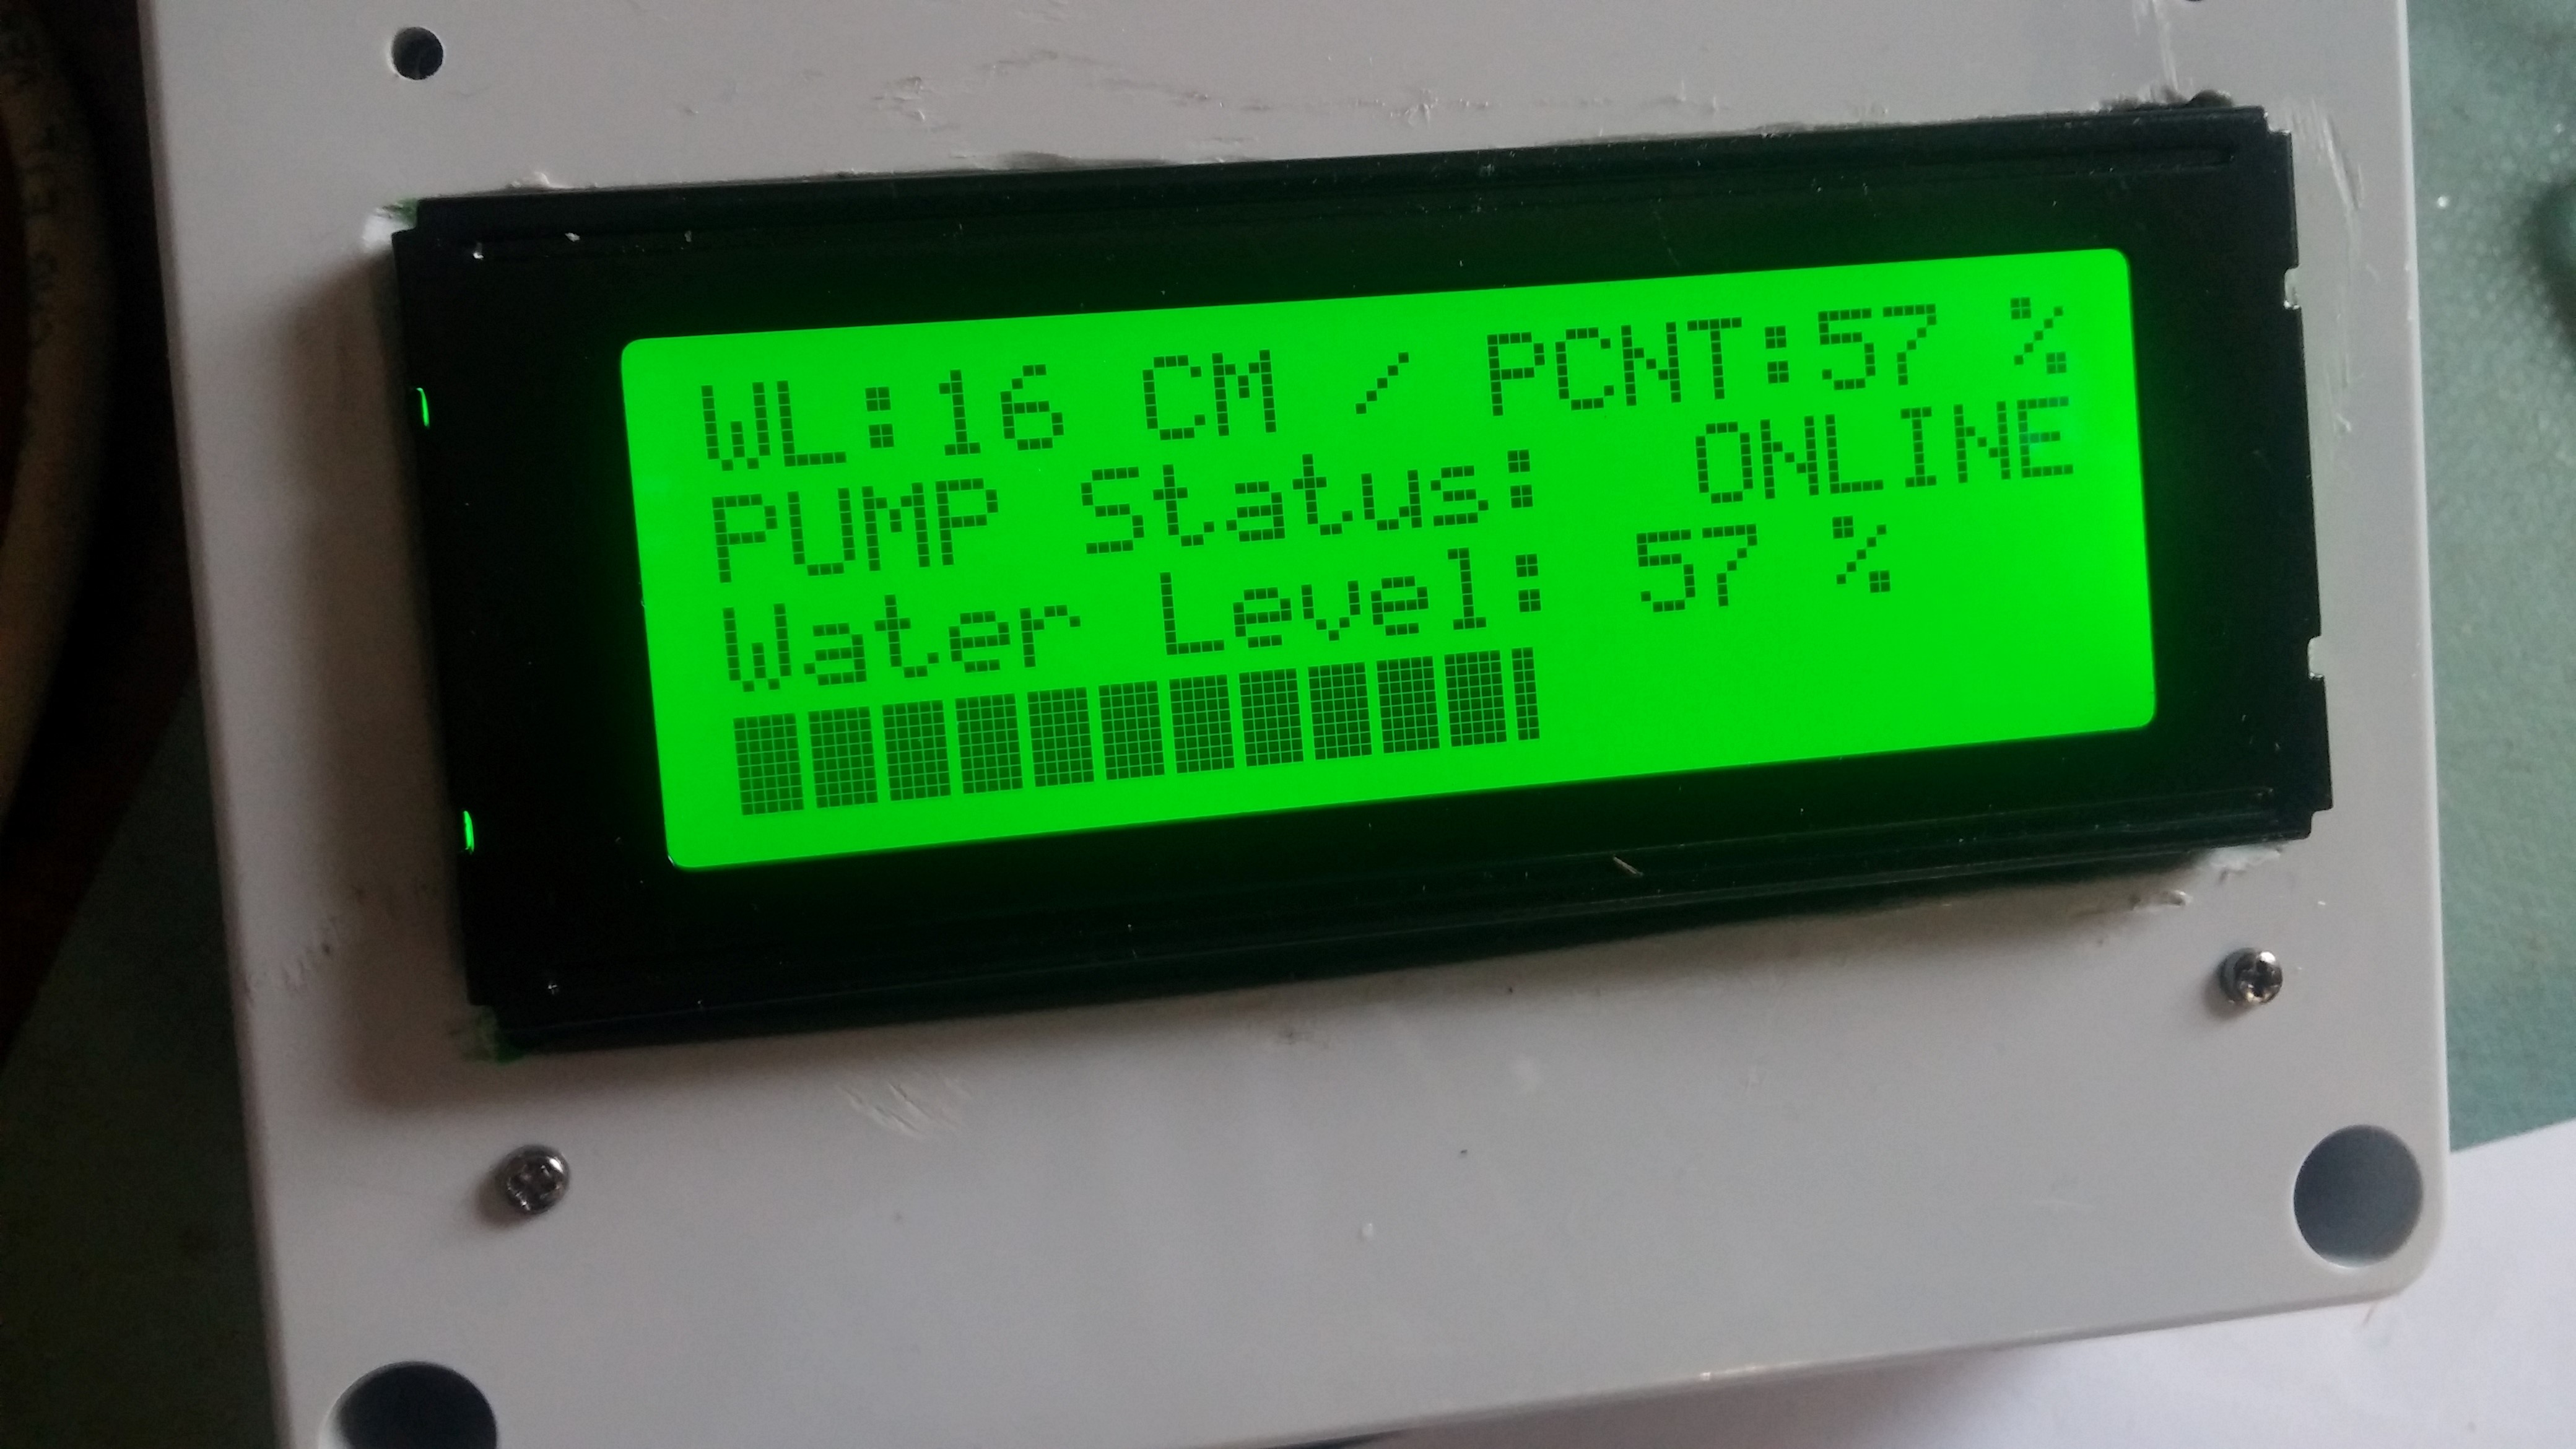 WL:16 CM / PCNT:57 %
PUMP Status:  ONLINE
Water Level: 57 %